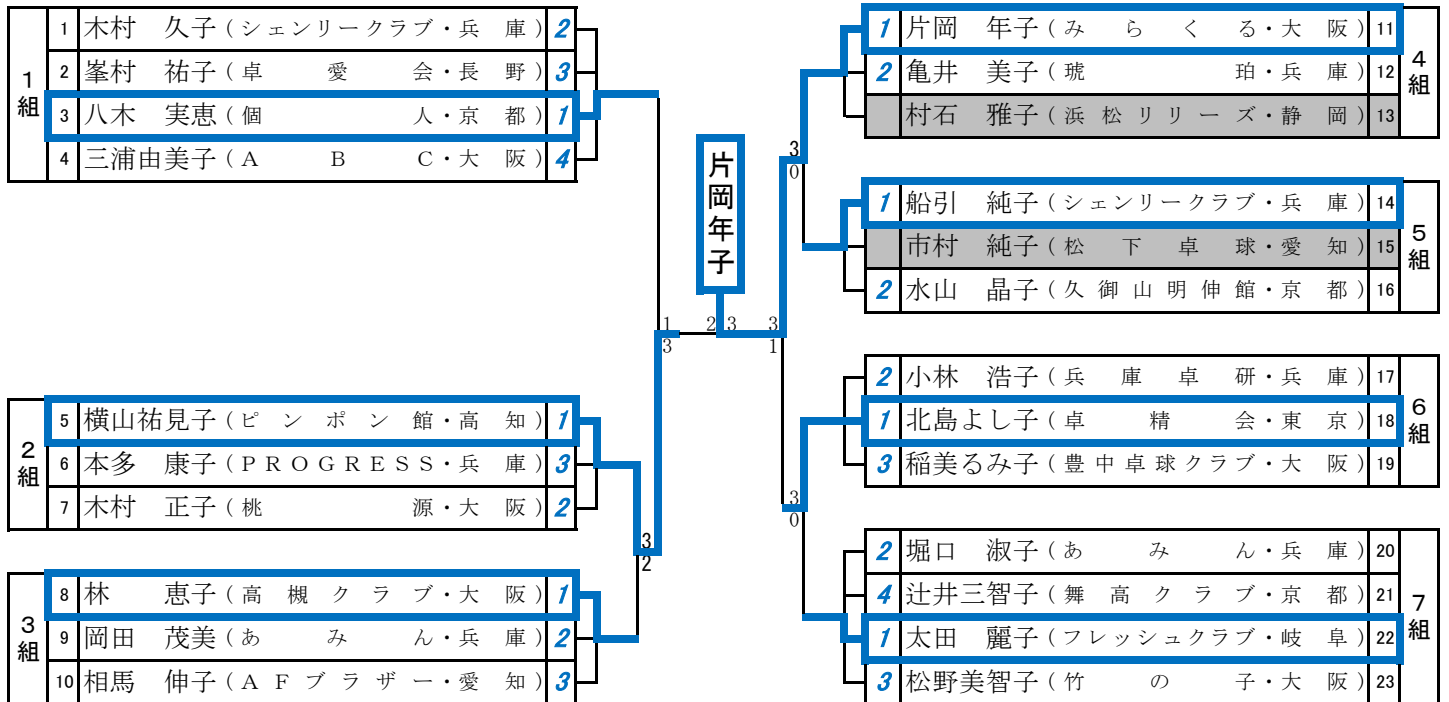 1組
1 木村　久子（シェンリークラブ・兵　庫） 2
2 峯村　祐子（卓　愛　会・長　野） 3
3 八木　実恵（個　人・京　都） 1
4 三浦由美子（A　B　C・大　阪） 4
2組
5 横山祐見子（ピンポン館・高　知） 1
6 本多　康子（PROGRESS・兵　庫） 3
7 木村　正子（桃　源・大　阪） 2
3組
8 林　恵子（高槻クラブ・大　阪） 1
9 岡田　茂美（あ　み　ん・兵　庫） 2
10 相馬　伸子（AFブラザー・愛　知） 3
3
2
1
3
片岡年子
2 3
3
1
3
0
3
0
4組
1 片岡　年子（み　ら　く　る・大　阪） 11
2 亀井　美子（琥　珀・兵　庫） 12
村石　雅子（浜松リリーズ・静　岡） 13
5組
1 船引　純子（シェンリークラブ・兵　庫） 14
市村　純子（松　下　卓　球・愛　知） 15
2 水山　晶子（久御山明伸館・京　都） 16
6組
2 小林　浩子（兵　庫　卓　研・兵　庫） 17
1 北島よし子（卓　精　会・東　京） 18
3 稲美るみ子（豊中卓球クラブ・大　阪） 19
7組
2 堀口　淑子（あ　み　ん・兵　庫） 20
4 辻井三智子（舞高クラブ・京　都） 21
1 太田　麗子（フレッシュクラブ・岐　阜） 22
3 松野美智子（竹　の　子・大　阪） 23